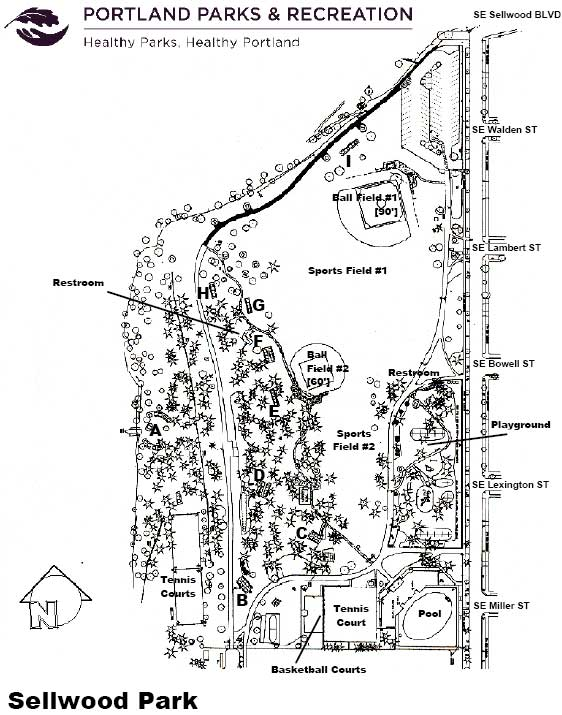 PORTLAND PARKS & RECREATION
Healthy Parks, Healthy Portland
SE Sellwood BLVD
SE Walden ST
I
Ball Field #1
[90']
SE Lambert ST
Sports Field #1
Restroom
H
G
F
Ball
Field #2
[60']
SE Bowell ST
Restroom
E
Playground
A
Sports
Field #2
D
SE Lexington ST
C
Tennis
Courts
B
Tennis
Court
Pool
SE Miller ST
N
Basketball Courts
Sellwood Park